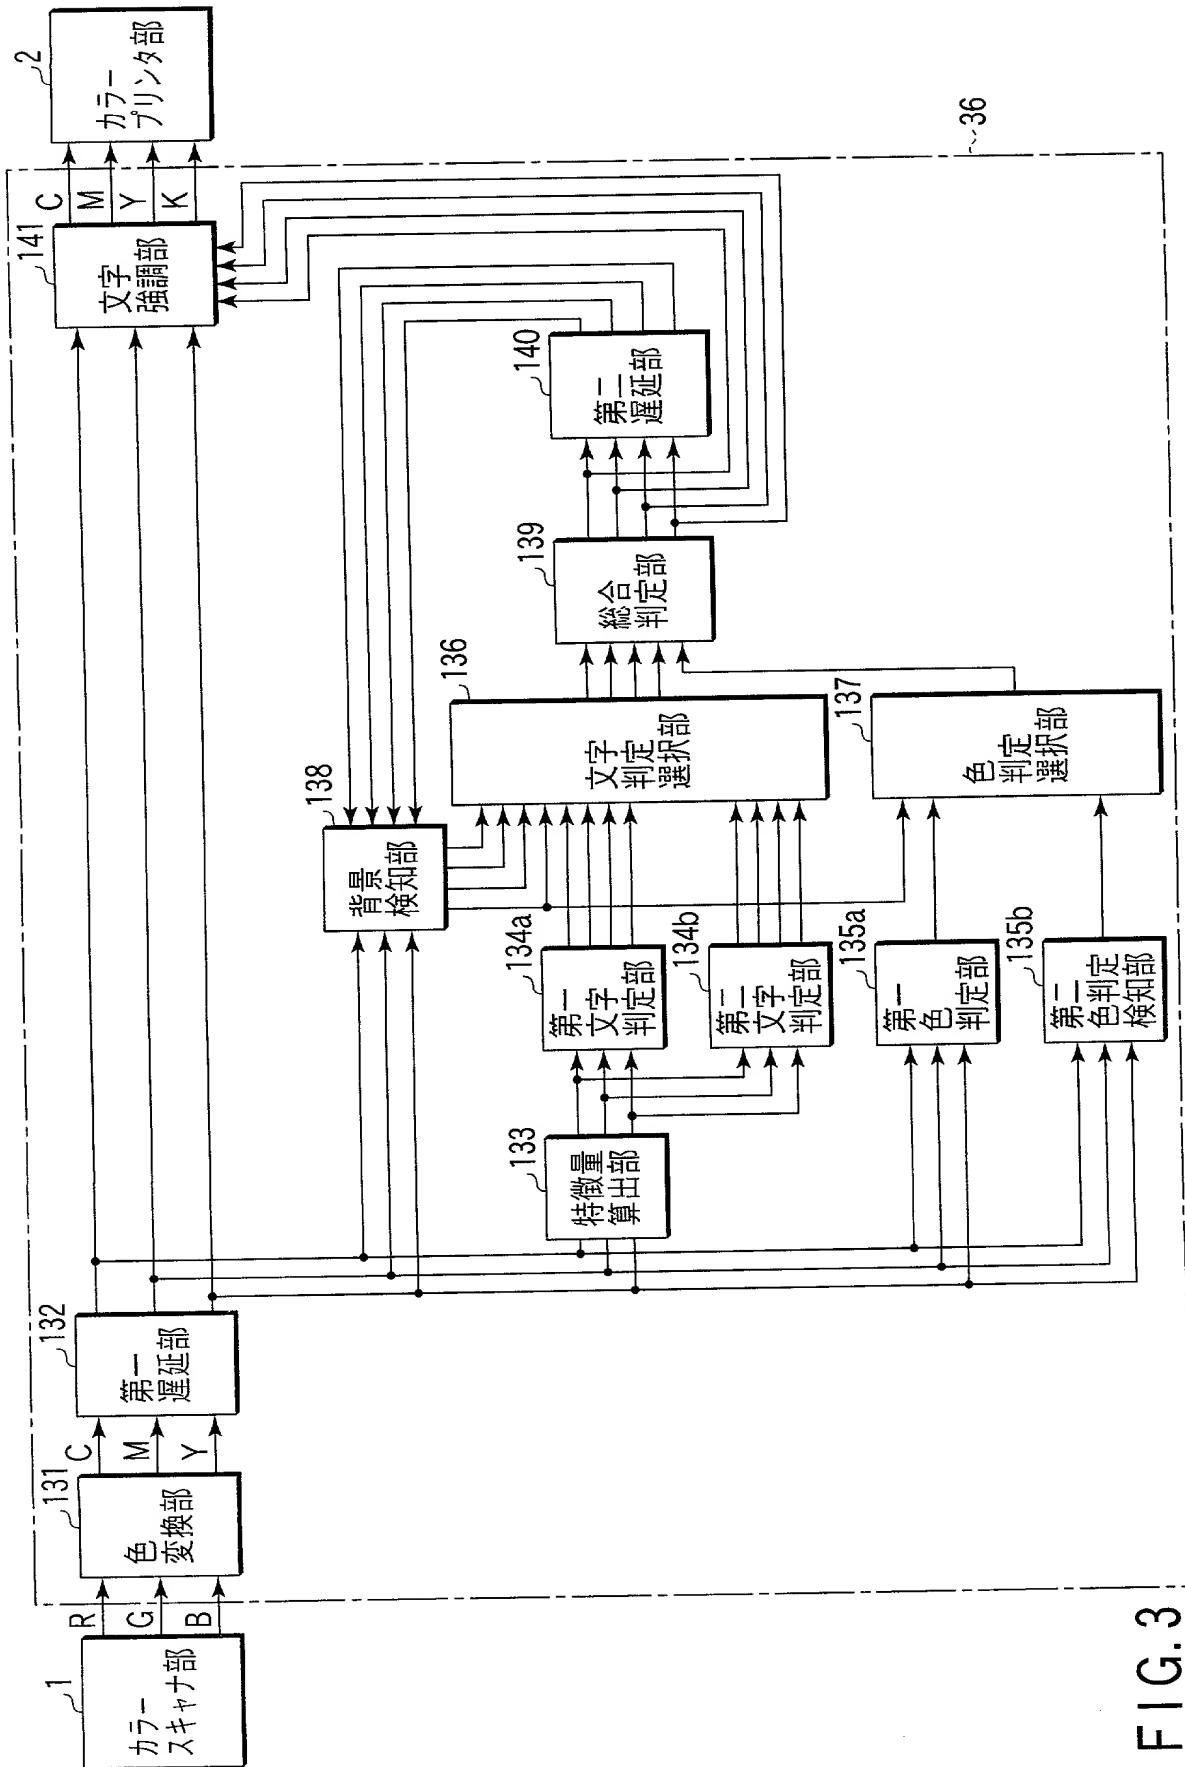 1
カラー
スキャナ部
R
G
B
131
色
変換部
C
M
Y
132
第一
遅延部
133
特徴量
算出部
134a
第一
文字
判定部
134b
第二
文字
判定部
135a
第一
色
判定部
135b
第二
色判定
検知部
138
背景
検知部
136
文字
判定
選択部
137
色
判定
選択部
139
総合
判定部
140
第二
遅延部
141
文字
強調部
C
M
Y
K
2
カラー
プリンタ部
36
FIG. 3